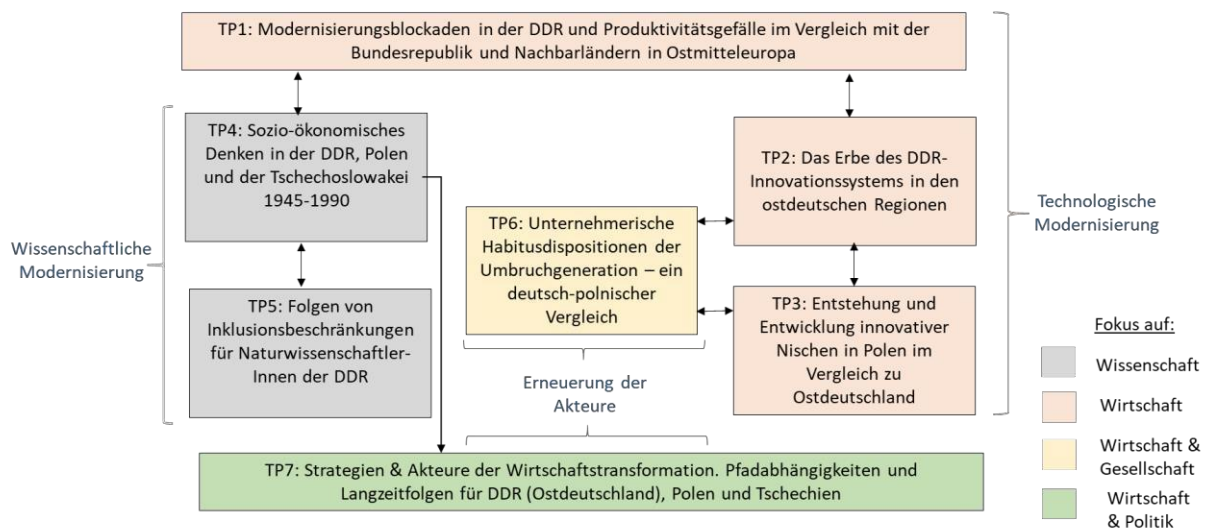 TP1: Modernisierungsblockaden in der DDR und Produktivitätsgefälle im Vergleich mit der
Bundesrepublik und Nachbarländern in Ostmitteleuropa
TP4: Sozio-ökonomisches
Denken in der DDR, Polen
und der Tschechoslowakei
1945-1990
TP2: Das Erbe des DDR-
Innovationssystems in den
ostdeutschen Regionen
Wissenschaftliche
Modernisierung
TP6: Unternehmerische
Habitusdispositionen der
Umbruchgeneration – ein
deutsch-polnischer
Vergleich
Technologische
Modernisierung
TP5: Folgen von
Inklusionsbeschränkungen
für Naturwissenschaftler-
Innen der DDR
TP3: Entstehung und
Entwicklung innovativer
Nischen in Polen im
Vergleich zu
Ostdeutschland
Erneuerung der
Akteure
TP7: Strategien & Akteure der Wirtschaftstransformation. Pfadabhängigkeiten und
Langzeitfolgen für DDR (Ostdeutschland), Polen und Tschechien
Fokus auf:
Wissenschaft
Wirtschaft
Wirtschaft &
Gesellschaft
Wirtschaft
& Politik